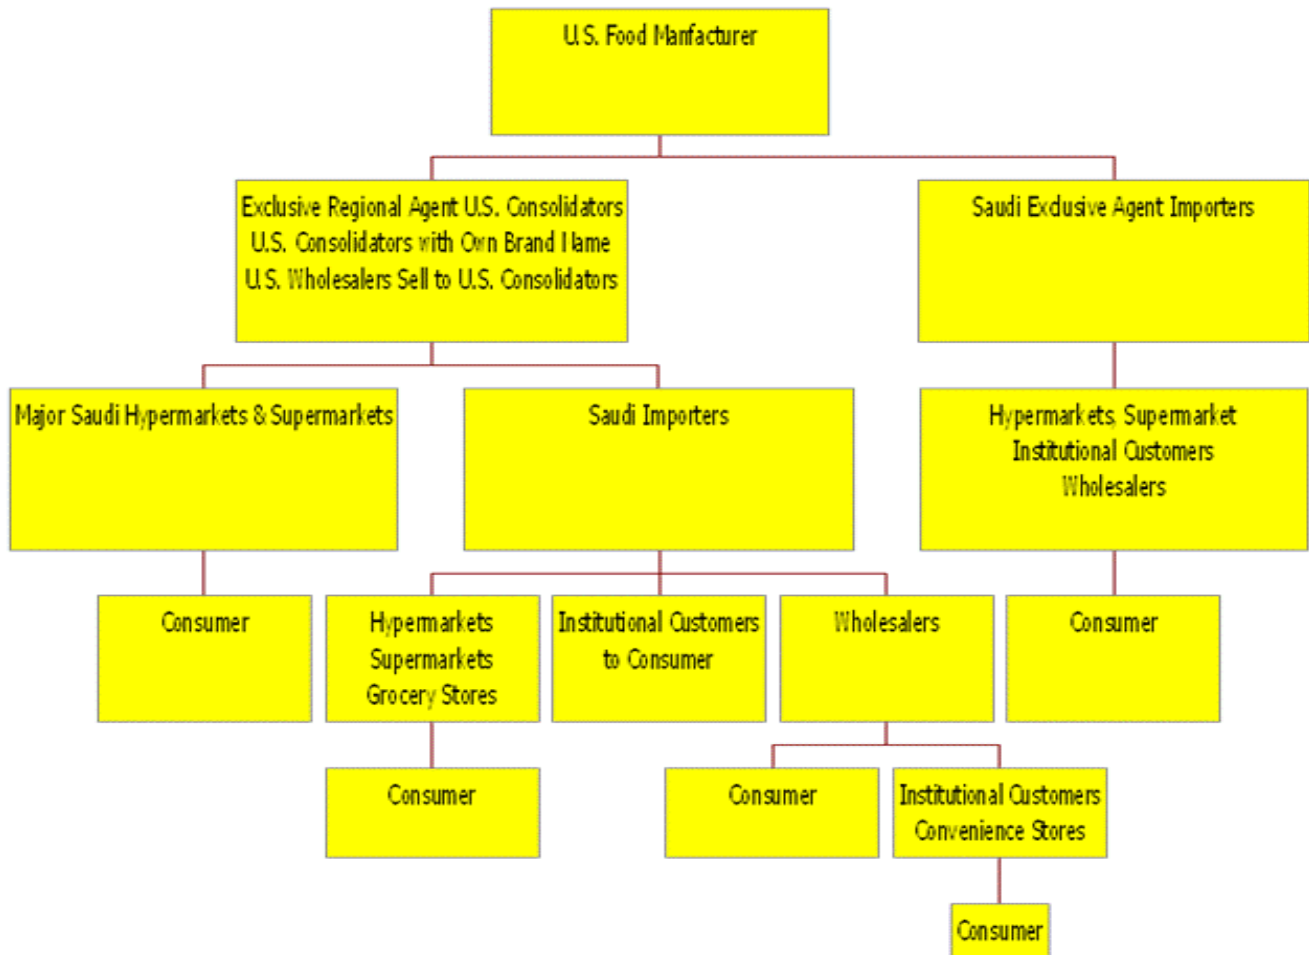 U.S. Food Manfacturer
Exclusive Regional Agent U.S. Consolidators
U.S. Consolidators with Own Brand Name
U.S. Wholesalers Sell to U.S. Consolidators
Saudi Exclusive Agent Importers
Major Saudi Hypermarkets & Supermarkets
Saudi Importers
Hypermarkets, Supermarket
Institutional Customers
Wholesalers
Consumer
Hypermarkets
Supermarkets
Grocery Stores
Institutional Customers
to Consumer
Wholesalers
Consumer
Consumer
Consumer
Institutional Customers
Convenience Stores
Consumer